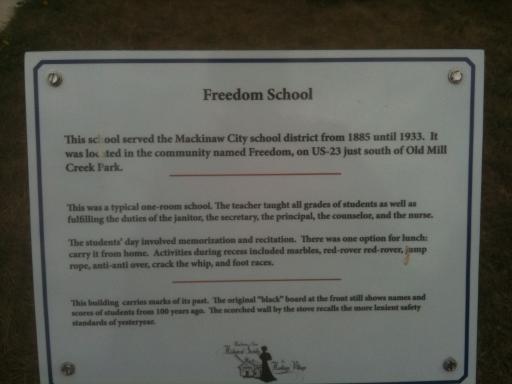 Freedom School
This school served the Mackinaw City school district from 1885 until 1933. It
was located in the community named Freedom, on US-23 just south of Old Mill
Creek Park.
This was a typical one-room school. The teacher taught all grades of students as well as
fulfilling the duties of the janitor, the secretary, the principal, the counselor, and the nurse.
The students' day involved memorization and recitation. There was one option for lunch:
carry it from home. Activities during recess included marbles, red-rover red-rover, jump
rope, anti-anti over, crack the whip, and foot races.
This building carries marks of its past. The original "black" board at the front still shows names and
scores of students from 100 years ago. The scorched wall by the stove recalls the more lenient safety
standards of yesteryear.
Historical Society
Village